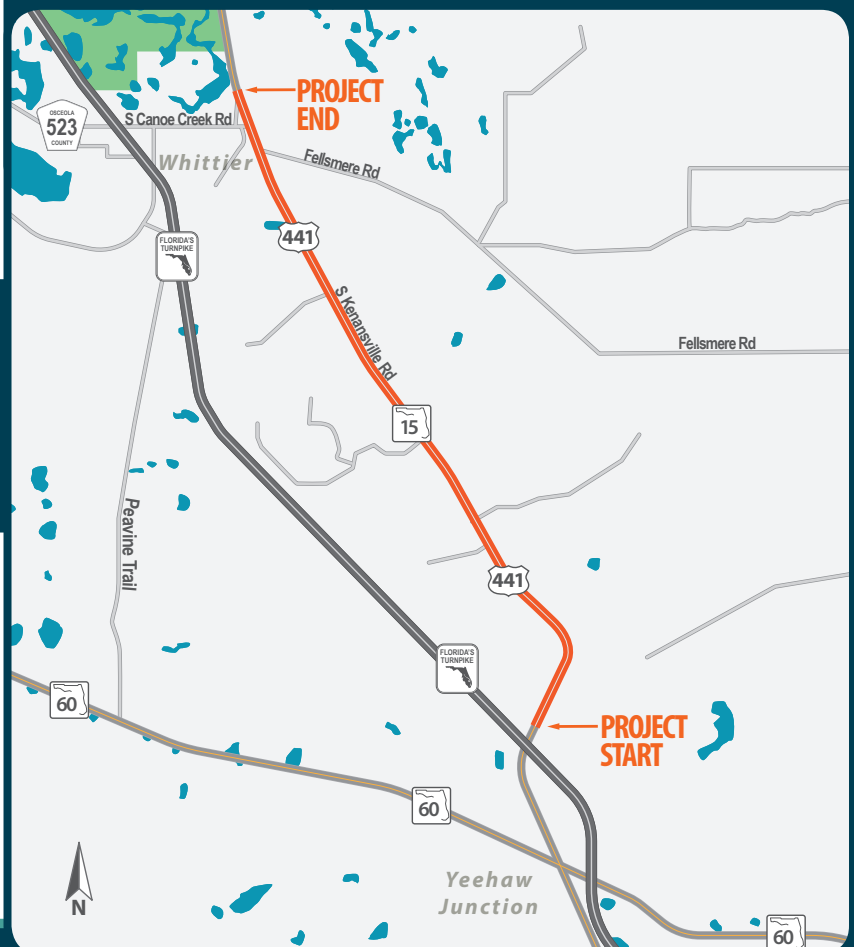 PROJECT
END
OSCEOLA
523
COUNTY
S Canoe Creek Rd
Whittier
Fellsmere Rd
441
FLORIDA'S
TURNPIKE
S Kenansville Rd
Fellsmere Rd
15
Peavine Trail
441
FLORIDA'S
TURNPIKE
60
PROJECT
START
60
Yeehaw
Junction
N
60